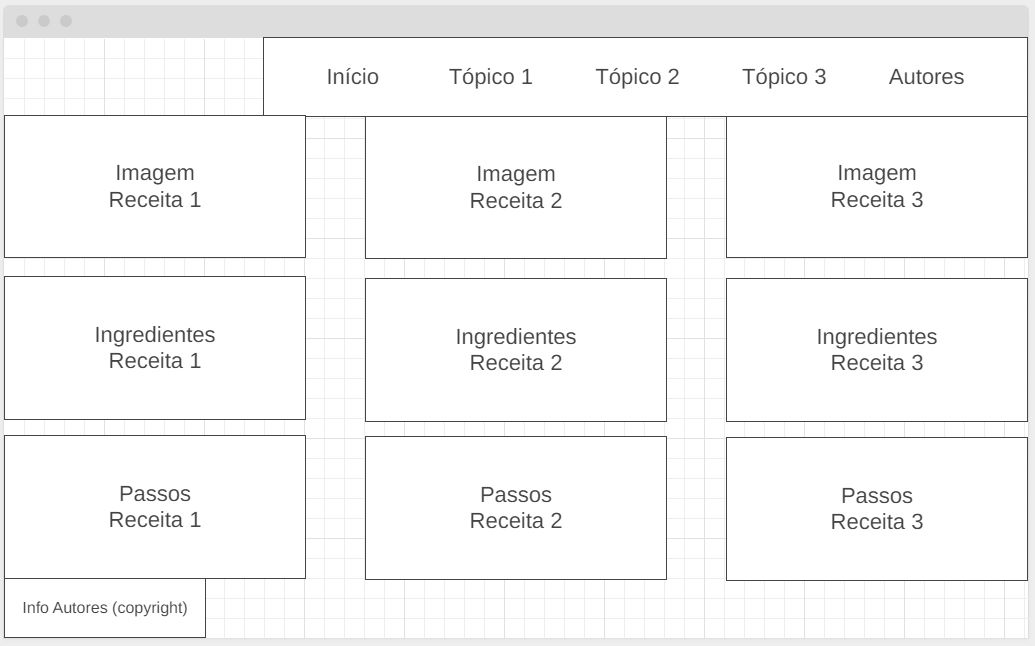 Início
Tópico 1
Tópico 2
Tópico 3
Autores
Imagem
Receita 1
Imagem
Receita 2
Imagem
Receita 3
Ingredientes
Receita 1
Ingredientes
Receita 2
Ingredientes
Receita 3
Passos
Receita 1
Passos
Receita 2
Passos
Receita 3
Info Autores (copyright)